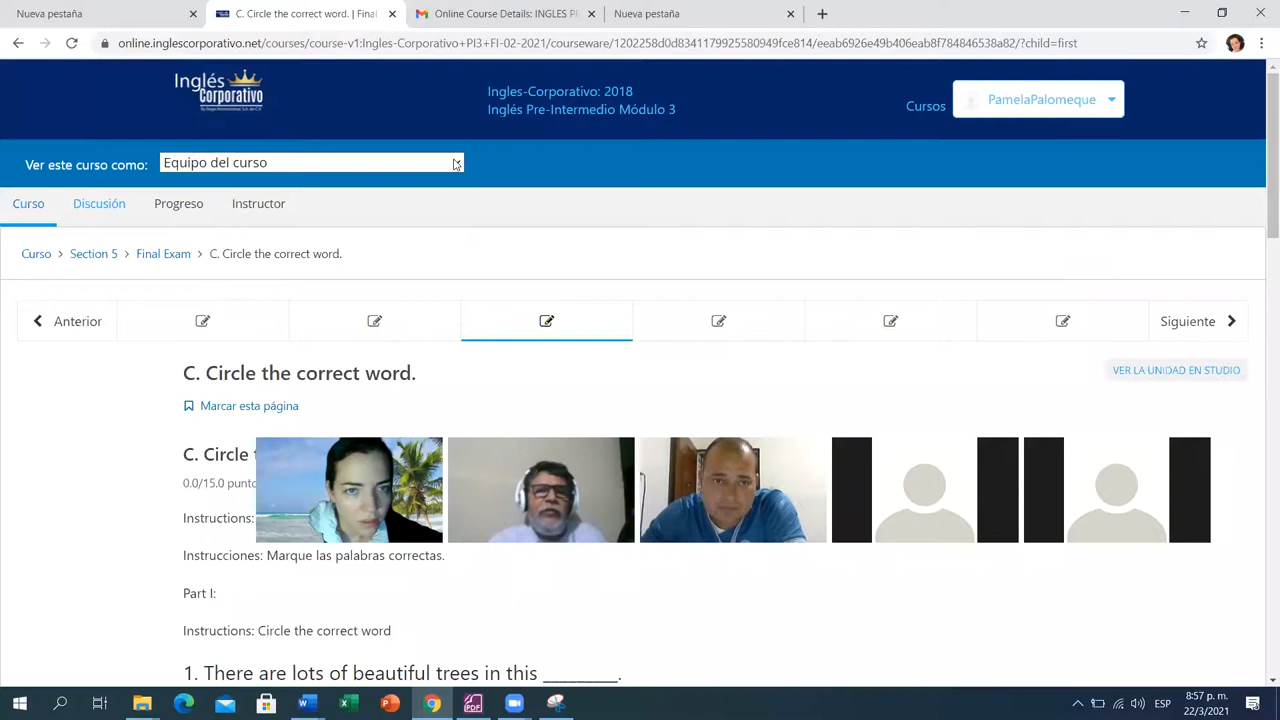 Nueva pestaña
C. Circle the correct word. | Final
Online Course Details: INGLES PR
Nueva pestaña
online.inglescorporativo.net/courses/course-v1:Ingles-Corporativo+PI3+FI-02-2021/courseware/1202258d0d8341179925580949fce814/eeab6926e49b406eab8f784846538a82/?child=first
Inglés
Corporativo
Ingles-Corporativo: 2018
Inglés Pre-Intermedio Módulo 3
Cursos
PamelaPalomeque
Ver este curso como:
Equipo del curso
Curso
Discusión
Progreso
Instructor
Curso > Section 5 > Final Exam > C. Circle the correct word.
Anterior
Siguiente
C. Circle the correct word.
VER LA UNIDAD EN STUDIO
Marcar esta página
C. Circle
0.0/15.0 punto
Instructions:
Instrucciones: Marque las palabras correctas.
Part I:
Instructions: Circle the correct word
1. There are lots of beautiful trees in this _________.
ESP
8:57 p. m.
22/3/2021